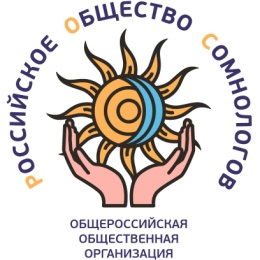 Российское Общество Сомнологов
ОБЩЕРОССИЙСКАЯ
ОБЩЕСТВЕННАЯ
ОРГАНИЗАЦИЯ